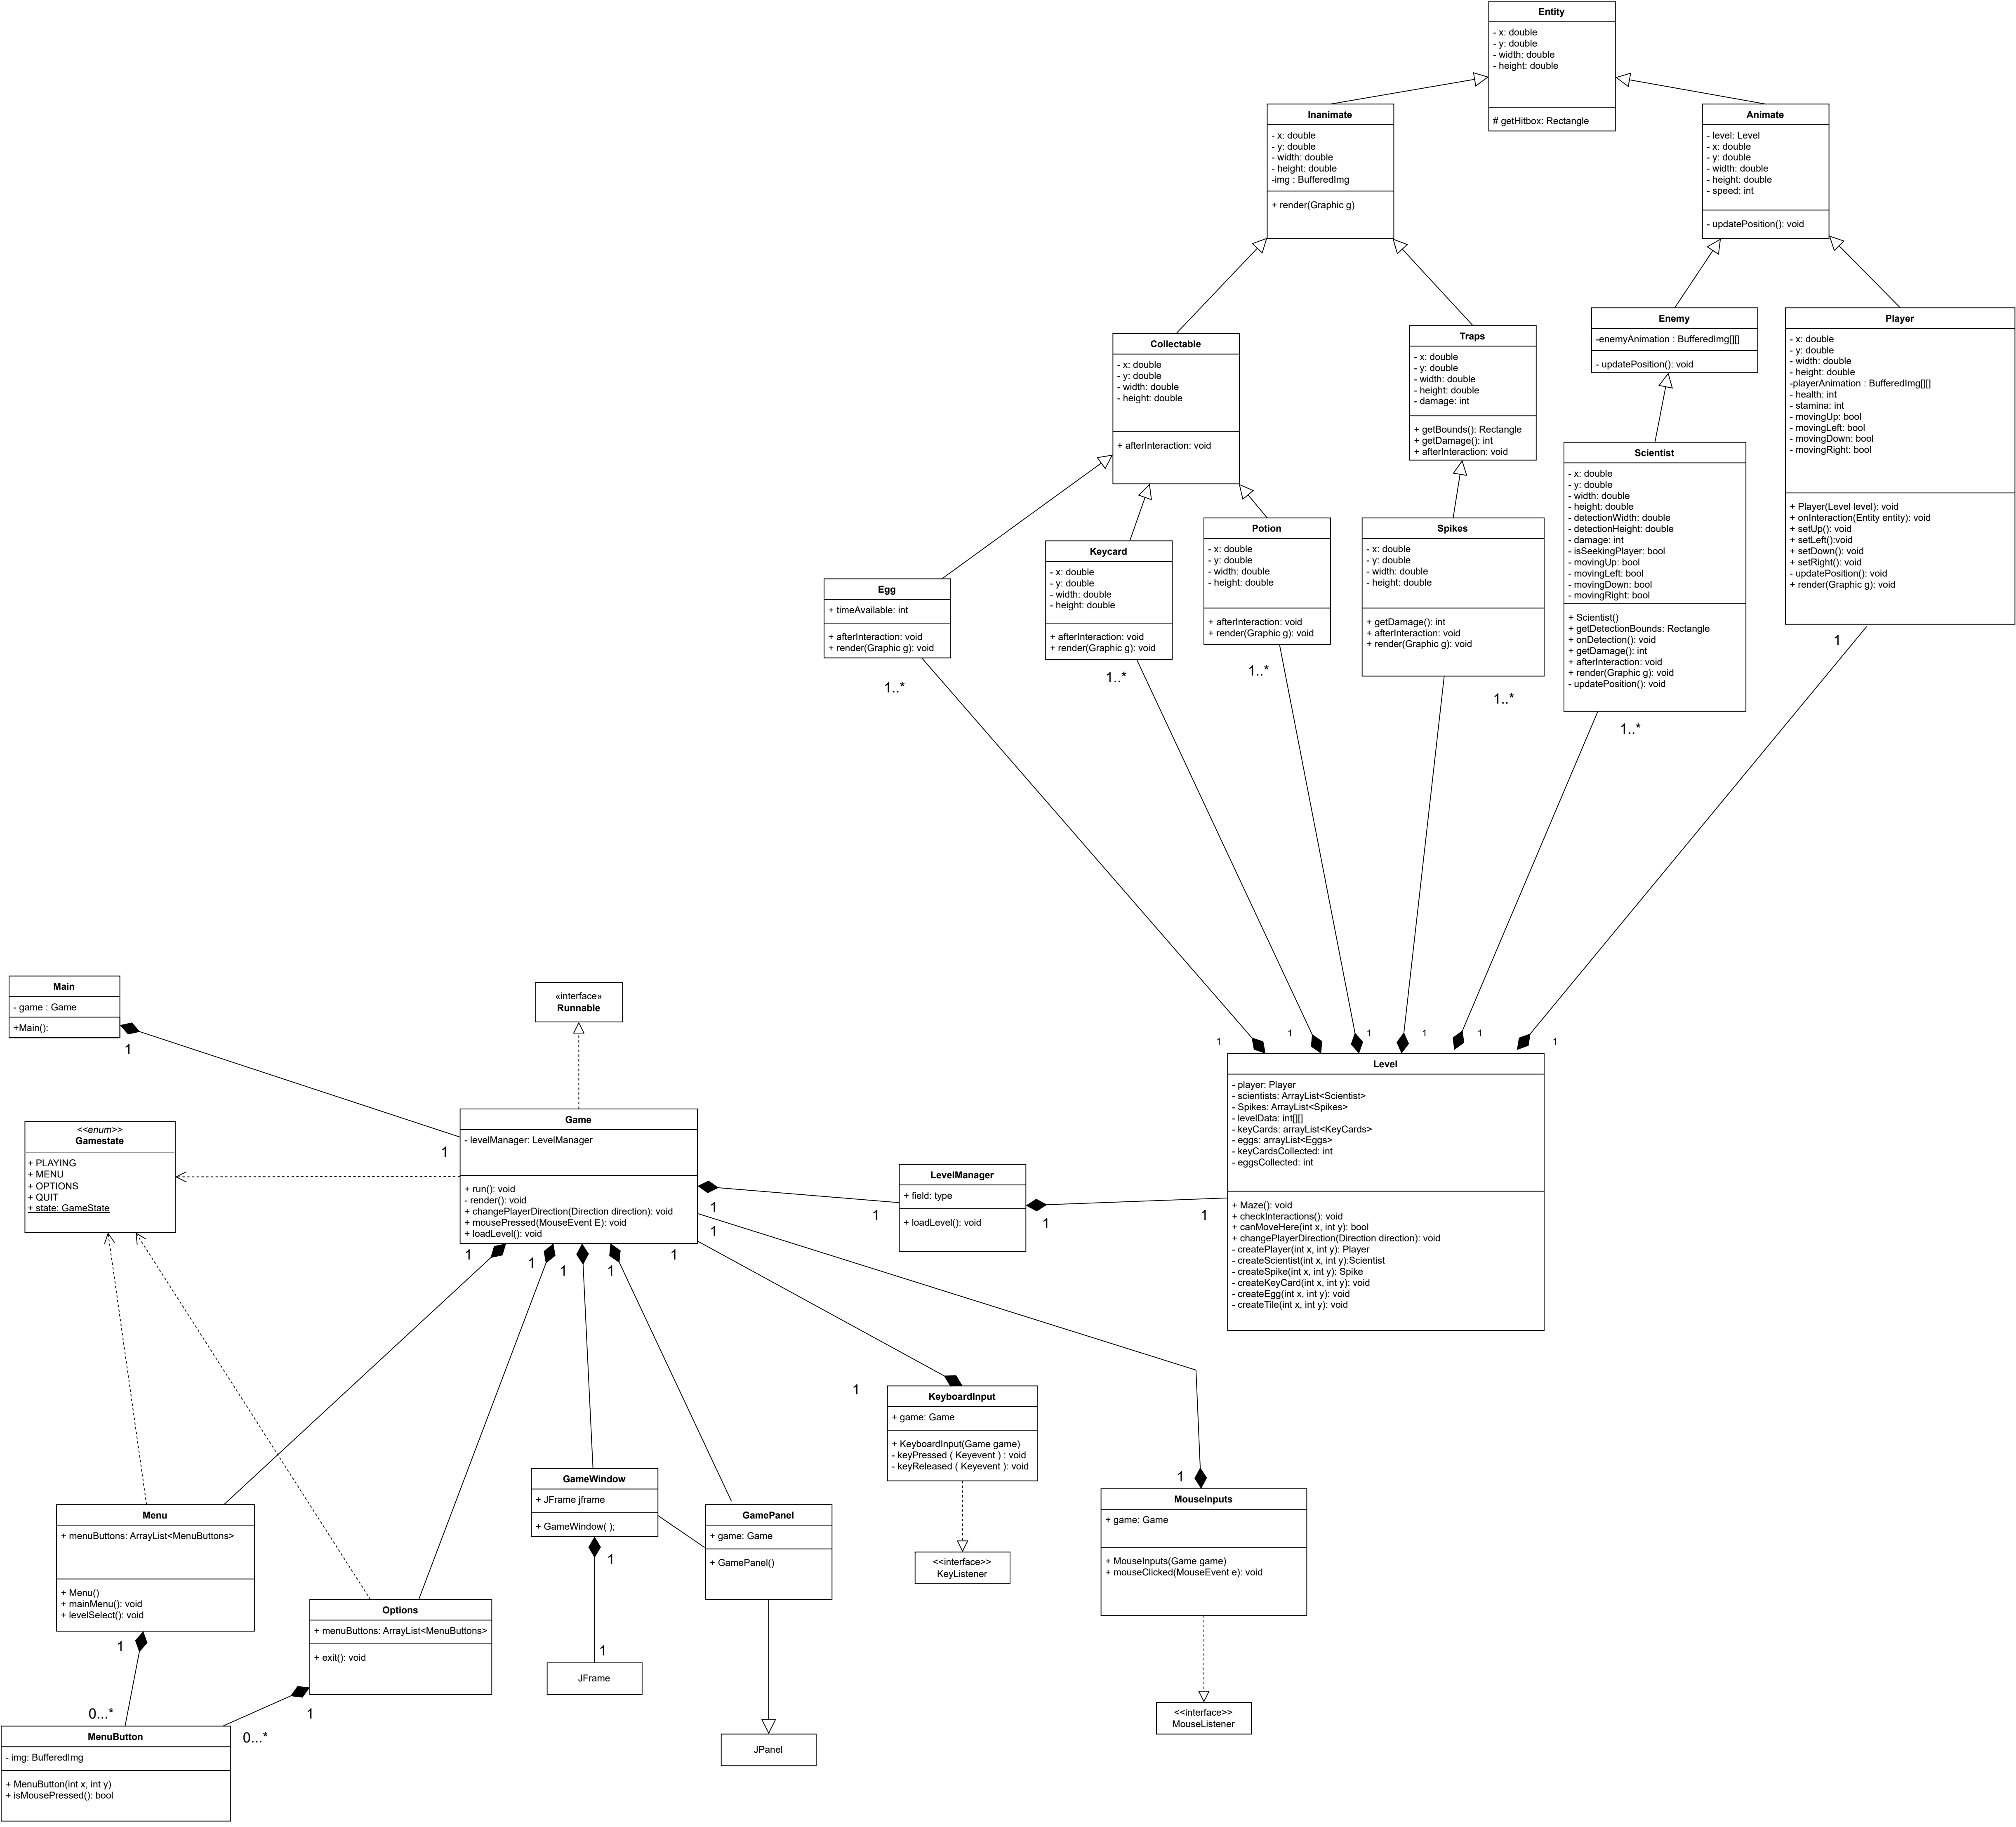 Entity
- x: double
- y: double
- width: double
- height: double
# getHitbox: Rectangle
Inanimate
- x: double
- y: double
- width: double
- height: double
-img : BufferedImg
+ render(Graphic g)
Animate
- level: Level
- x: double
- y: double
- width: double
- height: double
- speed: int
- updatePosition(): void
Collectable
- x: double
- y: double
- width: double
- height: double
+ afterInteraction: void
Traps
- x: double
- y: double
- width: double
- height: double
- damage: int
+ getBounds(): Rectangle
+ getDamage(): int
+ afterInteraction: void
Enemy
-enemyAnimation : BufferedImg[][]
- updatePosition(): void
Player
- x: double
- y: double
- width: double
- height: double
-playerAnimation : BufferedImg[][]
- health: int
- stamina: int
- movingUp: bool
- movingLeft: bool
- movingDown: bool
- movingRight: bool
+ Player(Level level): void
+ onInteraction(Entity entity): void
+ setUp(): void
+ setLeft():void
+ setDown(): void
+ setRight(): void
- updatePosition(): void
+ render(Graphic g): void
Scientist
- x: double
- y: double
- width: double
- height: double
- detectionWidth: double
- detectionHeight: double
- damage: int
- isSeekingPlayer: bool
- movingUp: bool
- movingLeft: bool
- movingDown: bool
- movingRight: bool
+ Scientist()
+ getDetectionBounds: Rectangle
+ onDetection(): void
+ getDamage(): int
+ afterInteraction: void
+ render(Graphic g): void
- updatePosition(): void
Egg
+ timeAvailable: int
+ afterInteraction: void
+ render(Graphic g): void
Keycard
- x: double
- y: double
- width: double
- height: double
+ afterInteraction: void
+ render(Graphic g): void
Potion
- x: double
- y: double
- width: double
- height: double
+ afterInteraction: void
+ render(Graphic g): void
Spikes
- x: double
- y: double
- width: double
- height: double
+ getDamage(): int
+ afterInteraction: void
+ render(Graphic g): void
1..*
1..*
1..*
1..*
1..*
1
1
1
1
1
1
1
Main
- game : Game
+Main():
1
«interface»
Runnable
<<enum>>
Gamestate
+ PLAYING
+ MENU
+ OPTIONS
+ QUIT
+ state: GameState
1
Game
- levelManager: LevelManager
+ run(): void
- render(): void
+ changePlayerDirection(Direction direction): void
+ mousePressed(MouseEvent E): void
+ loadLevel(): void
1
1
1
1
1
1
1
LevelManager
+ field: type
+ loadLevel(): void
1
1
1
Level
- player: Player
- scientists: ArrayList<Scientist>
- Spikes: ArrayList<Spikes>
- levelData: int[][]
- keyCards: arrayList<KeyCards>
- eggs: arrayList<Eggs>
- keyCardsCollected: int
- eggsCollected: int
+ Maze(): void
+ checkInteractions(): void
+ canMoveHere(int x, int y): bool
+ changePlayerDirection(Direction direction): void
- createPlayer(int x, int y): Player
- createScientist(int x, int y):Scientist
- createSpike(int x, int y): Spike
- createKeyCard(int x, int y): void
- createEgg(int x, int y): void
- createTile(int x, int y): void
1
KeyboardInput
+ game: Game
+ KeyboardInput(Game game)
- keyPressed ( Keyevent ) : void
- keyReleased ( Keyevent ): void
<<interface>>
KeyListener
1
MouseInputs
+ game: Game
+ MouseInputs(Game game)
+ mouseClicked(MouseEvent e): void
<<interface>>
MouseListener
GameWindow
+ JFrame jframe
+ GameWindow( );
1
1
JFrame
GamePanel
+ game: Game
+ GamePanel()
JPanel
Menu
+ menuButtons: ArrayList<MenuButtons>
+ Menu()
+ mainMenu(): void
+ levelSelect(): void
1
0...*
Options
+ menuButtons: ArrayList<MenuButtons>
+ exit(): void
1
0...*
MenuButton
- img: BufferedImg
+ MenuButton(int x, int y)
+ isMousePressed(): bool